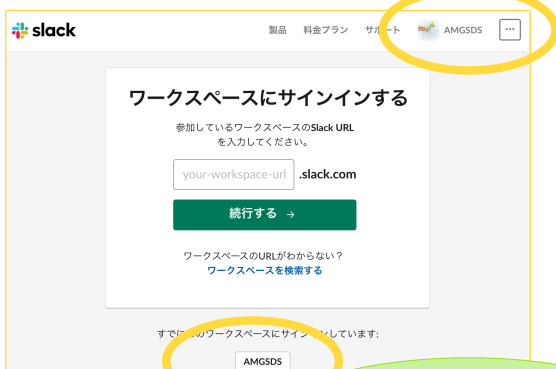 slack
製品 料金プラン サポート AMGSDS ...
ワークスペースにサインインする
参加しているワークスペースのSlack URL
を入力してください。
your-workspace-url .slack.com
続行する →
ワークスペースのURLがわからない？
ワークスペースを検索する
すでにこのワークスペースにサインインしています:
AMGSDS